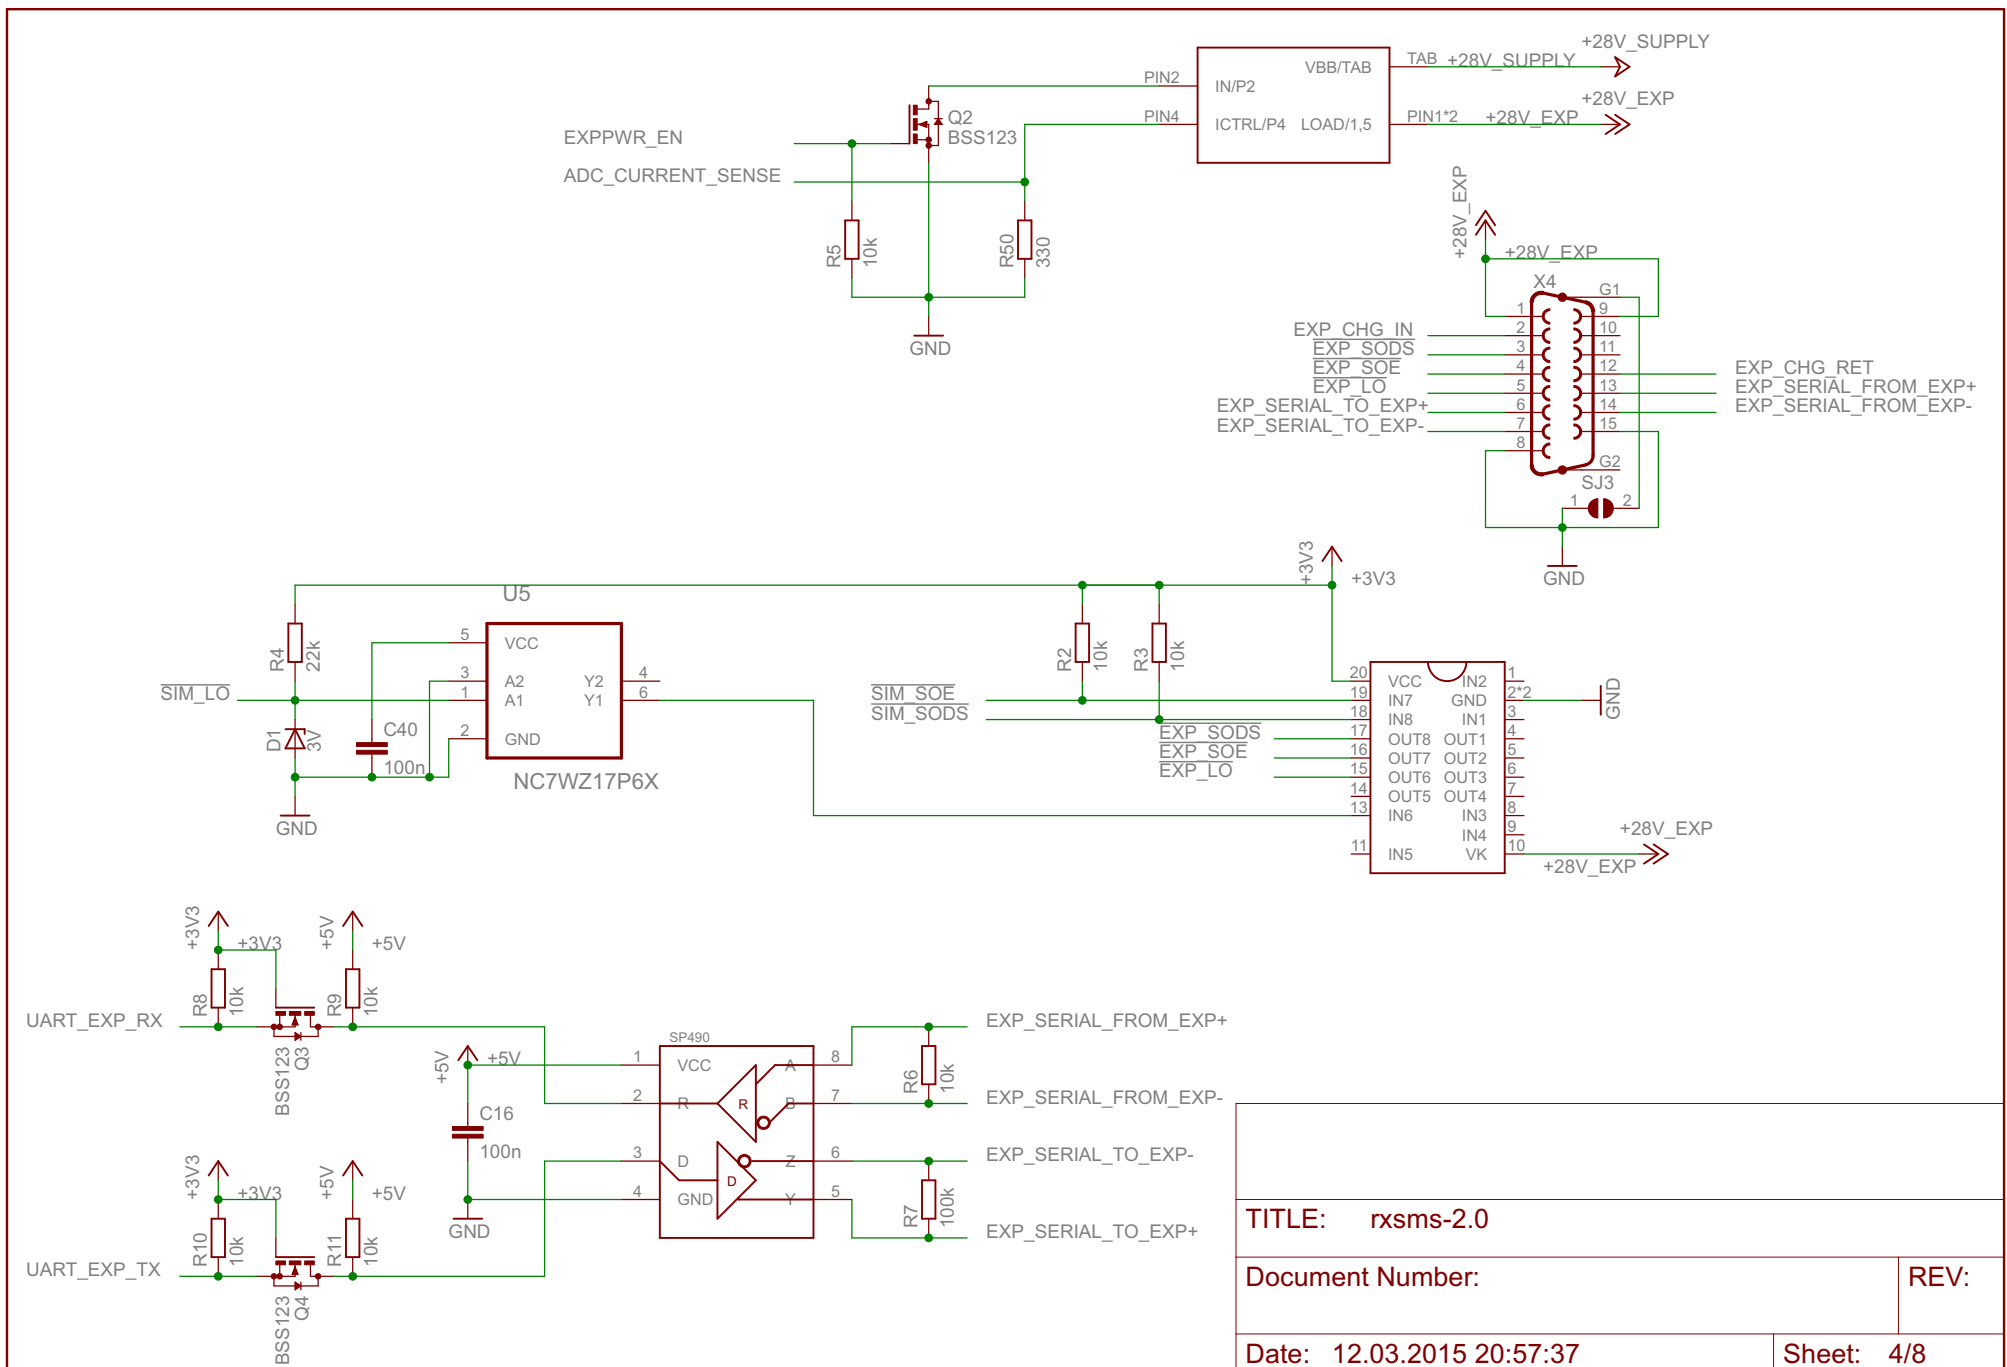 +28V_SUPPLY
TAB +28V_SUPPLY
VBB/TAB
PIN2
IN/P2
+28V_EXP
PIN4
ICTRL/P4 LOAD/1,5
PIN1*2 +28V_EXP
Q2
BSS123
EXPPWR_EN
ADC_CURRENT_SENSE
R5
10k
R50
330
GND
+28V_EXP
+28V_EXP
X4
G1
1
9
EXP_CHG_IN
2
10
EXP_SODS
3
11
EXP_SOE
4
12
EXP_CHG_RET
EXP_LO
5
13
EXP_SERIAL_FROM_EXP+
EXP_SERIAL_TO_EXP+
6
14
EXP_SERIAL_FROM_EXP-
EXP_SERIAL_TO_EXP-
7
15
8
G2
SJ3
1
2
GND
+3V3
+3V3
U5
R4
22k
5
VCC
3
A2
Y2
4
1
A1
Y1
6
2
GND
SIM_LO
D1
3V
C40
100n
NC7WZ17P6X
GND
R2
10k
R3
10k
SIM_SOE
SIM_SODS
EXP_SODS
EXP_SOE
EXP_LO
20
VCC
IN2
1
19
IN7
GND
2*2
GND
18
IN8
IN1
3
17
OUT8
OUT1
4
16
OUT7
OUT2
5
15
OUT6
OUT3
6
14
OUT5
OUT4
7
13
IN6
IN3
8
IN4
9
11
IN5
VK
10
+28V_EXP
+28V_EXP
+3V3
+3V3
+5V
+5V
R8
10k
R9
10k
UART_EXP_RX
BSS123
Q3
SP490
+5V
+5V
1
VCC
A
8
2
R
R
B
7
3
D
D
Z
6
4
GND
Y
5
C16
100n
GND
EXP_SERIAL_FROM_EXP+
R6
10k
EXP_SERIAL_FROM_EXP-
EXP_SERIAL_TO_EXP-
R7
100k
EXP_SERIAL_TO_EXP+
+3V3
+3V3
+5V
+5V
R10
10k
R11
10k
UART_EXP_TX
BSS123
Q4
TITLE: rxsms-2.0
Document Number:
REV:
Date: 12.03.2015 20:57:37
Sheet: 4/8